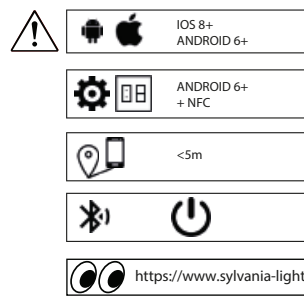 IOS 8+
ANDROID 6+
ANDROID 6+
+ NFC
<5m
https://www.sylvania-light